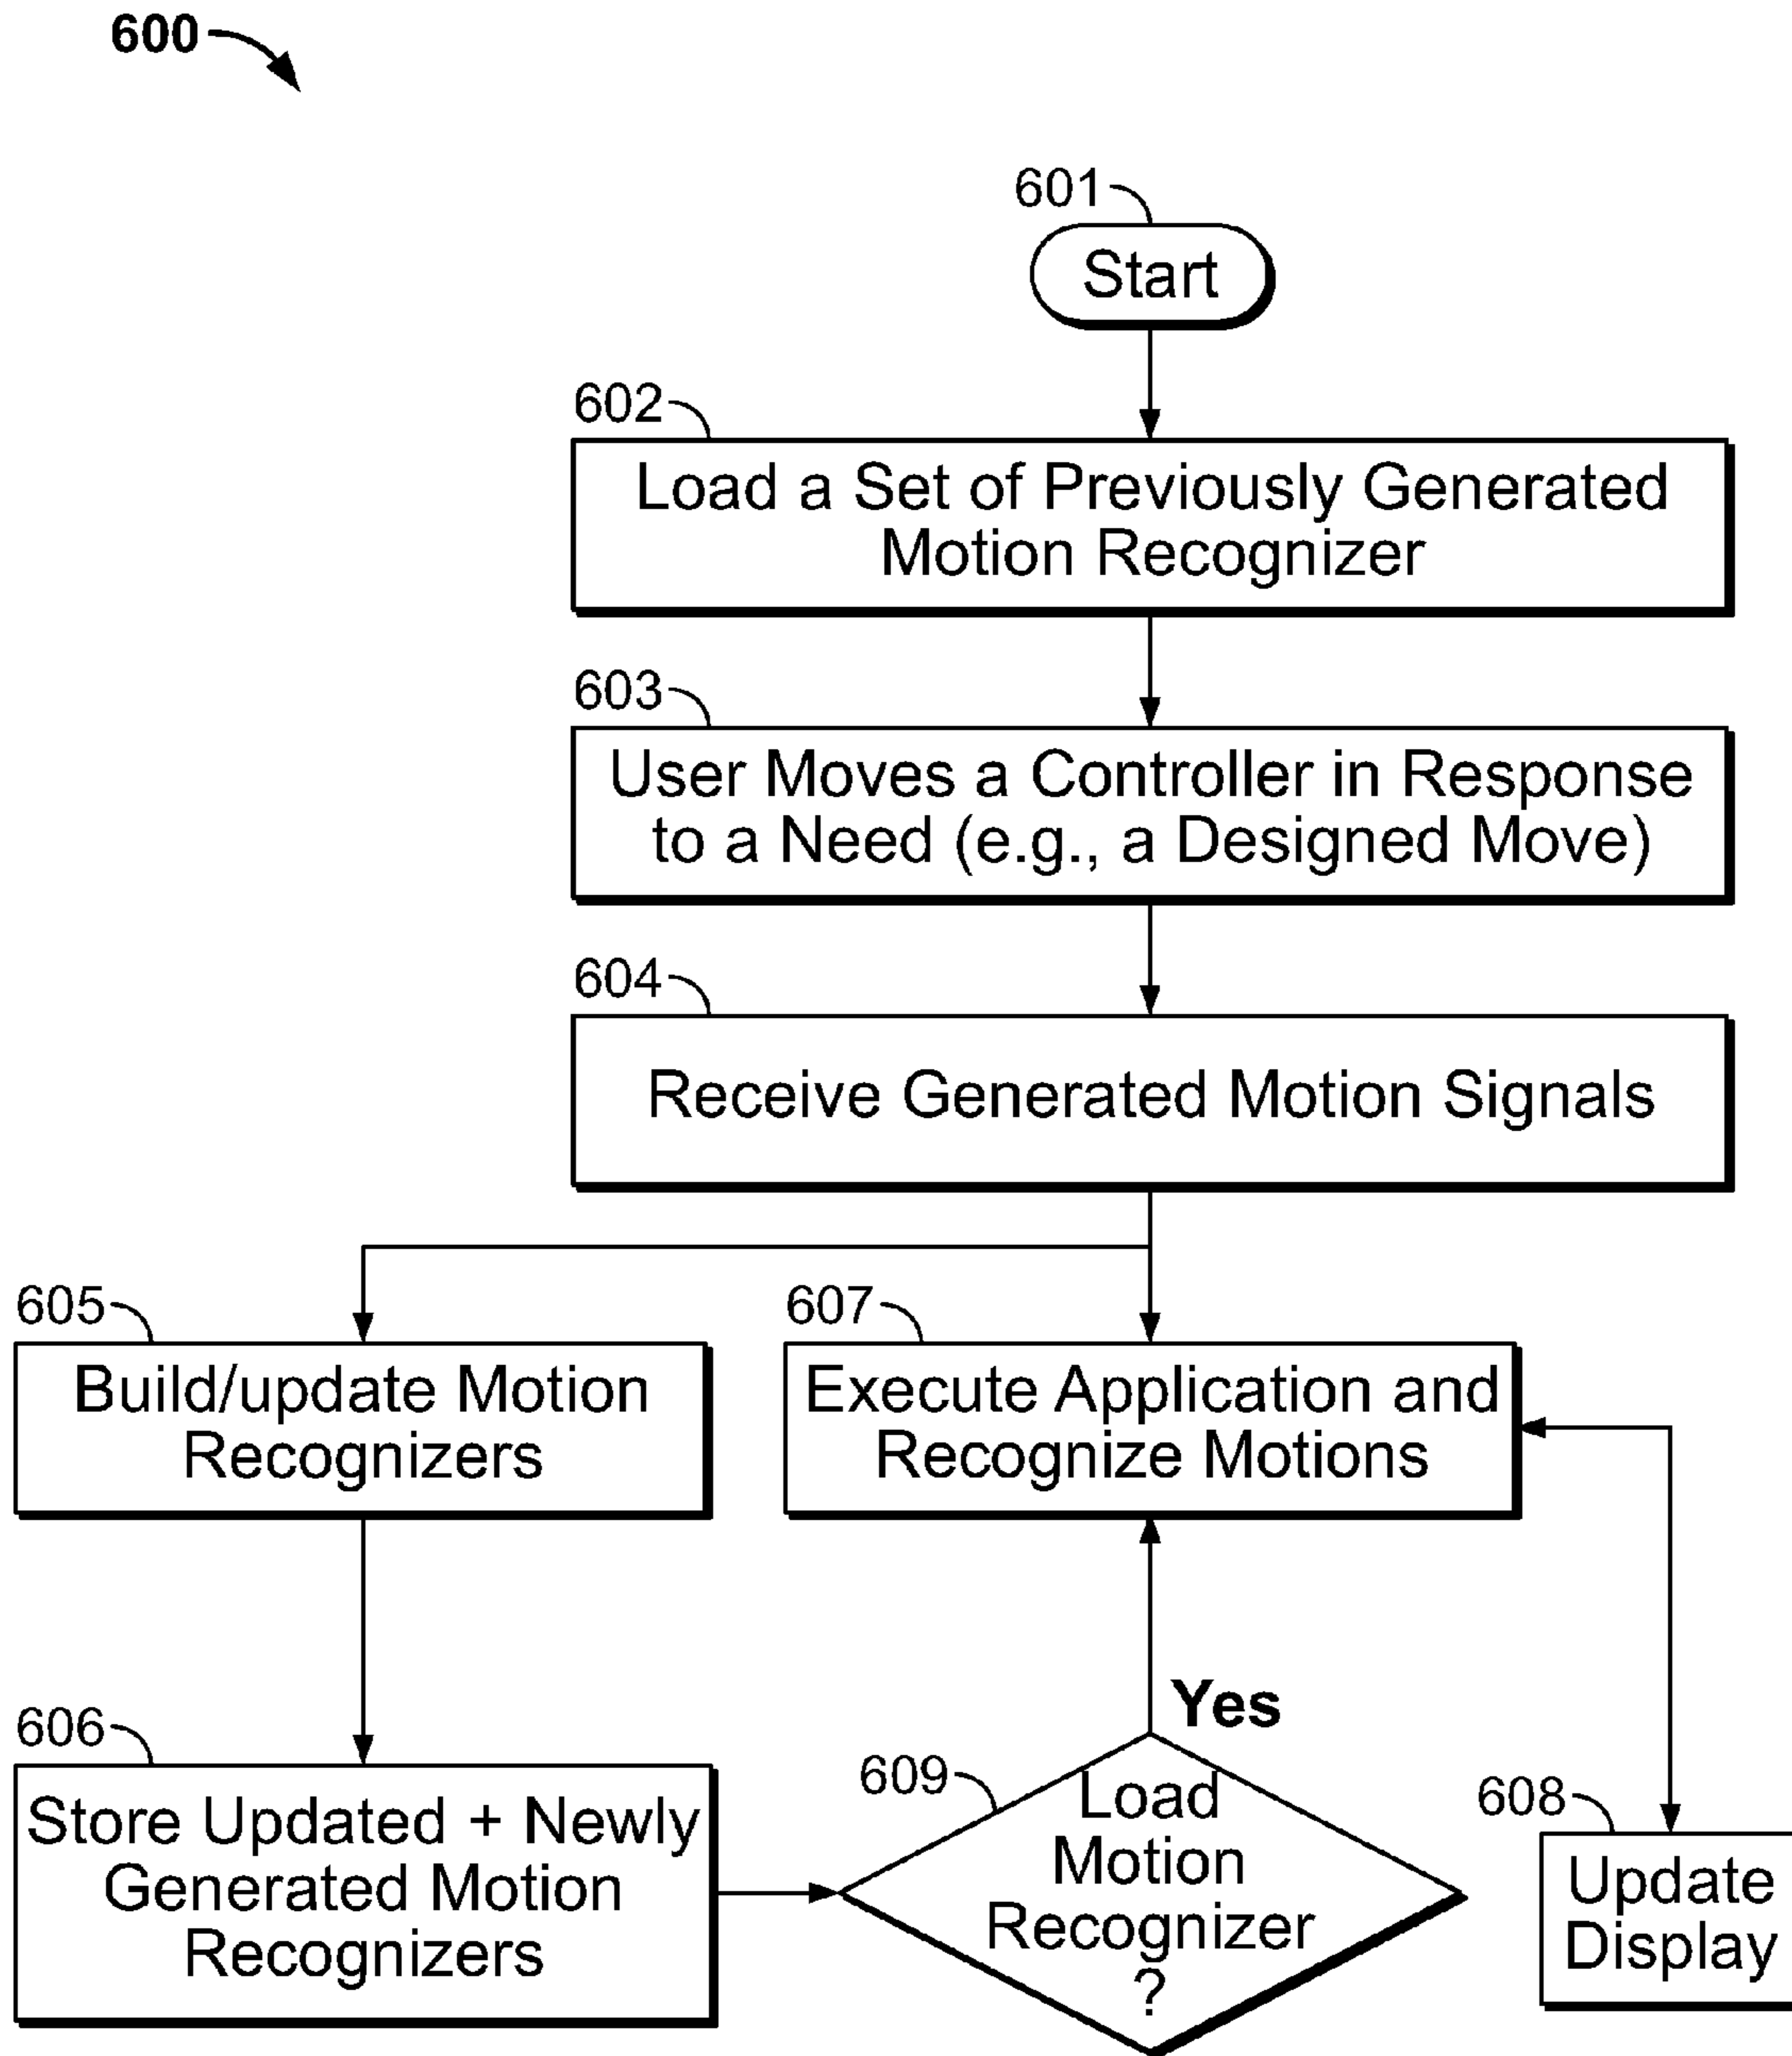 600
601
Start
602
Load a Set of Previously Generated
Motion Recognizer
603
User Moves a Controller in Response
to a Need (e.g., a Designed Move)
604
Receive Generated Motion Signals
605
Build/update Motion
Recognizers
607
Execute Application and
Recognize Motions
606
Store Updated + Newly
Generated Motion
Recognizers
Yes
609
Load
Motion
Recognizer
?
608
Update
Display